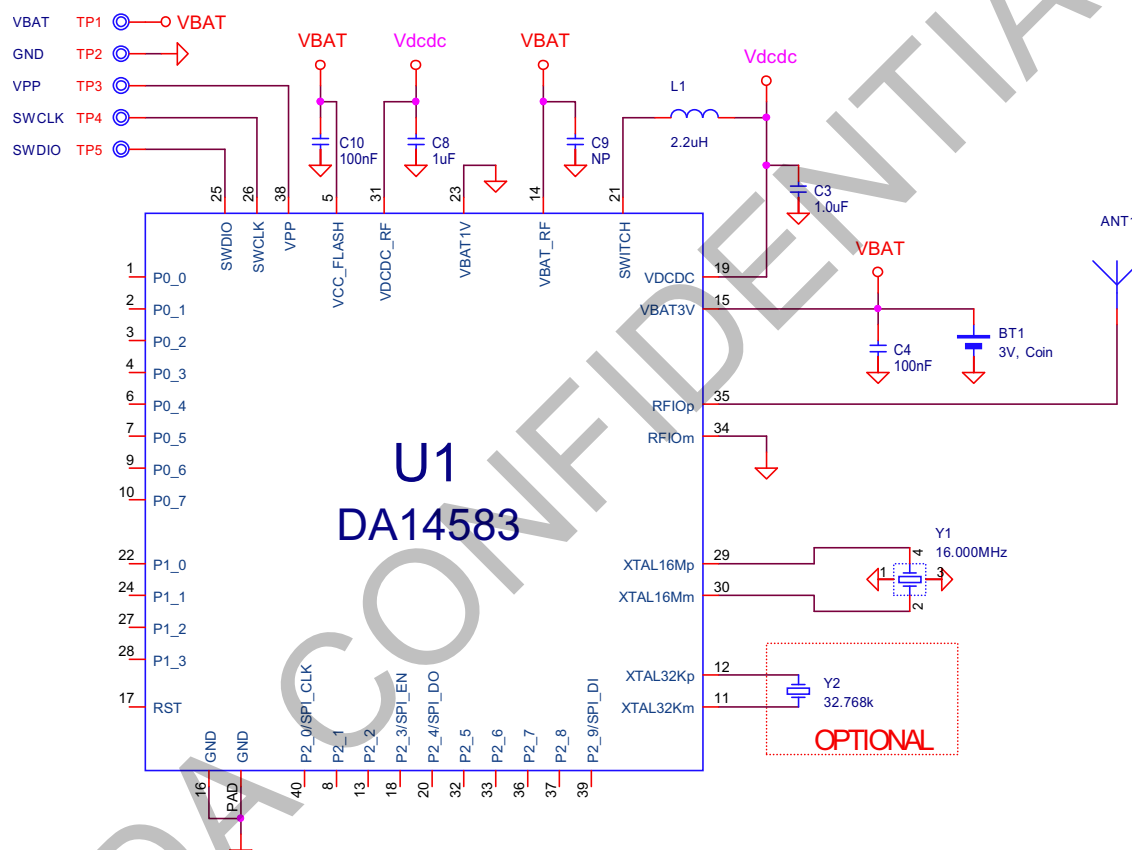 VBAT TP1 VBAT
GND TP2
VPP TP3
SWCLK TP4
SWDIO TP5
VBAT
Vdcdc
VBAT
Vdcdc
C10
100nF
C8
1uF
C9
NP
L1
2.2uH
C3
1.0uF
ANT1
VBAT
C4
100nF
BT1
3V, Coin
25 SWDIO
26 SWCLK
38 VPP
5 VCC_FLASH
31 VDCDC_RF
23 VBAT1V
14 VBAT_RF
21 SWITCH
1 P0_0
2 P0_1
3 P0_2
4 P0_3
6 P0_4
7 P0_5
9 P0_6
10 P0_7
22 P1_0
24 P1_1
27 P1_2
28 P1_3
17 RST
U1
DA14583
VDCDC 19
VBAT3V 15
RFIOp 35
RFIOm 34
XTAL16Mp 29
XTAL16Mm 30
XTAL32Kp 12
XTAL32Km 11
Y1
16.000MHz
4
1
3
2
Y2
32.768k
OPTIONAL
GND 16
GND PAD
P2_0/SPI_CLK 40
P2_1 8
P2_2 13
P2_3/SPI_EN 18
P2_4/SPI_DO 20
P2_5 32
P2_6 33
P2_7 36
P2_8 37
P2_9/SPI_DI 39
DA CONFIDENTIA